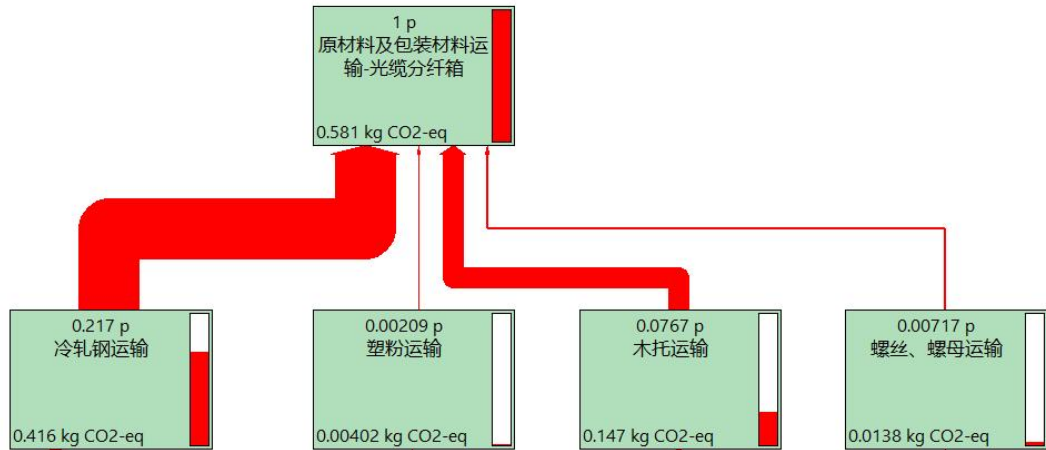 1 p
原材料及包装材料运
输-光缆分纤箱
0.581 kg CO2-eq
0.217 p
冷轧钢运输
0.416 kg CO2-eq
0.00209 p
塑粉运输
0.00402 kg CO2-eq
0.0767 p
木托运输
0.147 kg CO2-eq
0.00717 p
螺丝、螺母运输
0.0138 kg CO2-eq